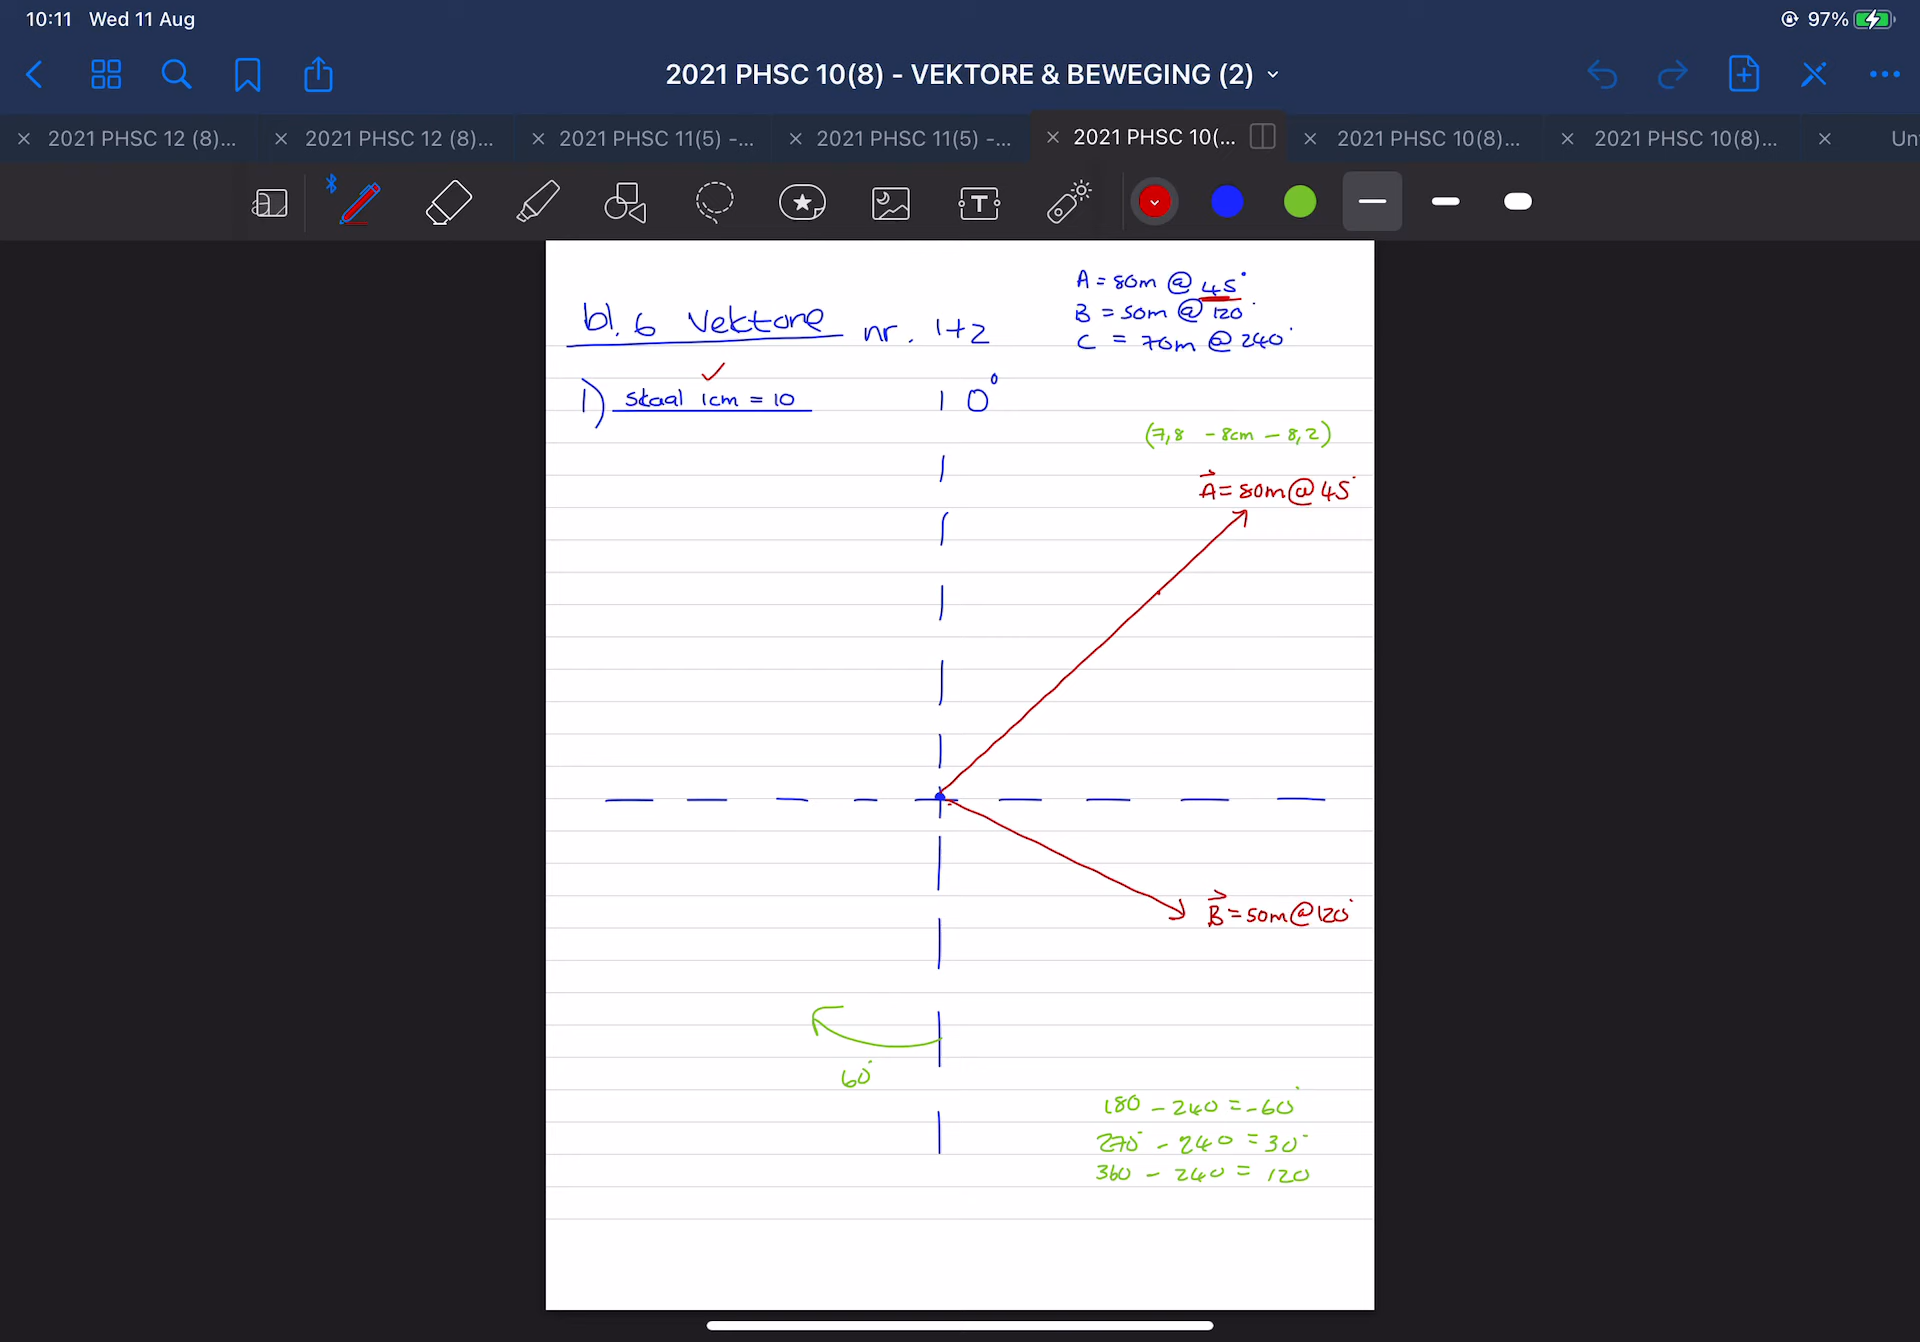 10:11 Wed 11 Aug
97%
2021 PHSC 10(8) - VEKTORE & BEWEGING (2)
2021 PHSC 12 (8)...
2021 PHSC 12 (8)...
2021 PHSC 11(5) -...
2021 PHSC 11(5) -...
2021 PHSC 10(...
2021 PHSC 10(8)...
2021 PHSC 10(8)...
Un
T
A = 80m @ 45°
B = 50m @ 120°
C = 70m @ 240°
bl. 6 Vektore nr. 1+2
1) Skaal 1cm = 10
0°
(7,8 - 8cm - 8,2)
A = 80m @ 45°
B = 50m @ 120°
60°
180 - 240 = -60°
270° - 240 = 30°
360 - 240 = 120